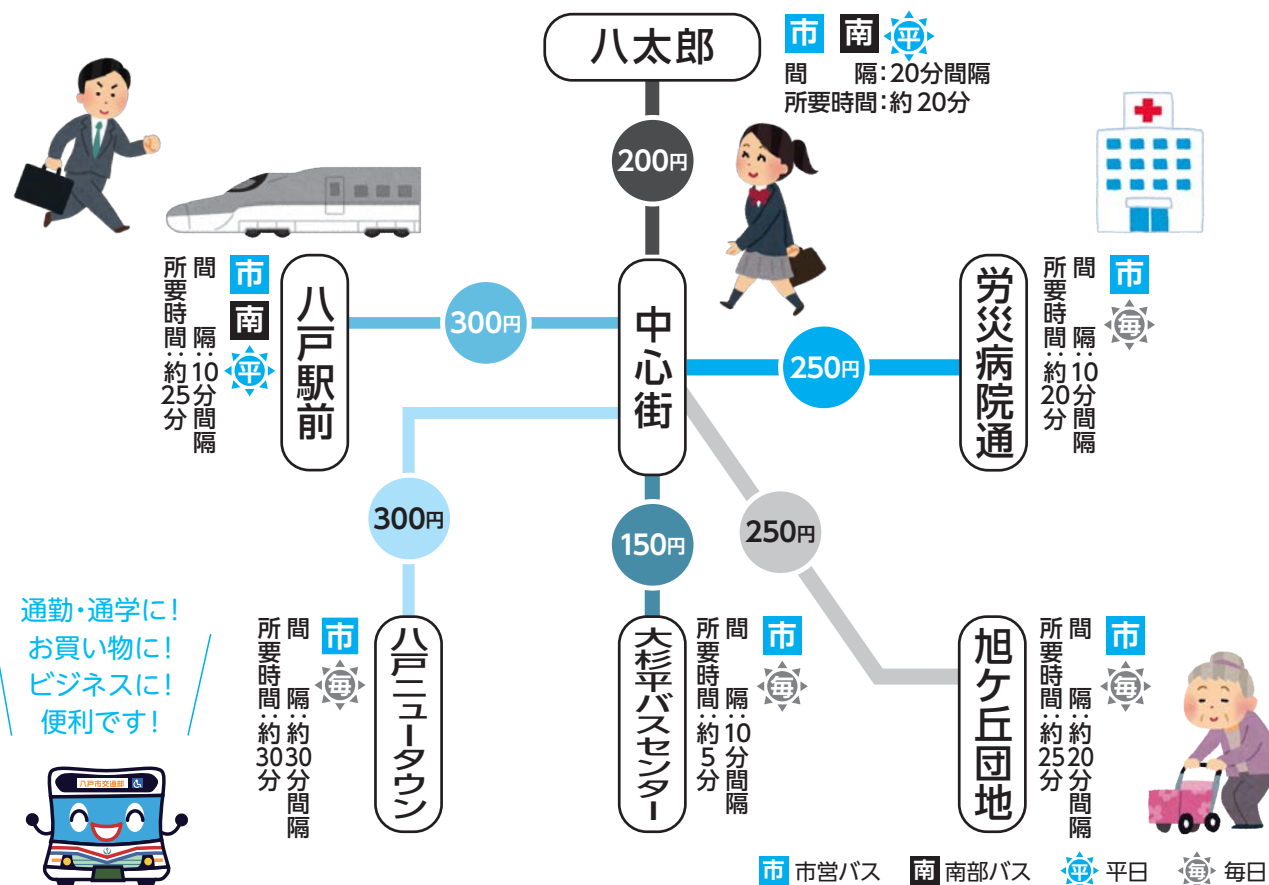 八太郎
市 南 平
間　　隔：20分間隔
所要時間：約20分
200円
市
南
平
間　　隔：10分間隔
所要時間：約25分
八戸駅前
300円
中心街
250円
労災病院通
市
毎
間　　隔：10分間隔
所要時間：約20分
300円
150円
250円
通勤・通学に！
お買い物に！
ビジネスに！
便利です！
八戸市交通部
市
毎
間　　隔：約30分間隔
所要時間：約30分
八戸ニュータウン
大杉平バスセンター
市
毎
間　　隔：10分間隔
所要時間：約5分
旭ケ丘団地
市
毎
間　　隔：約20分間隔
所要時間：約25分
市 市営バス 南 南部バス 平 平日 毎 毎日